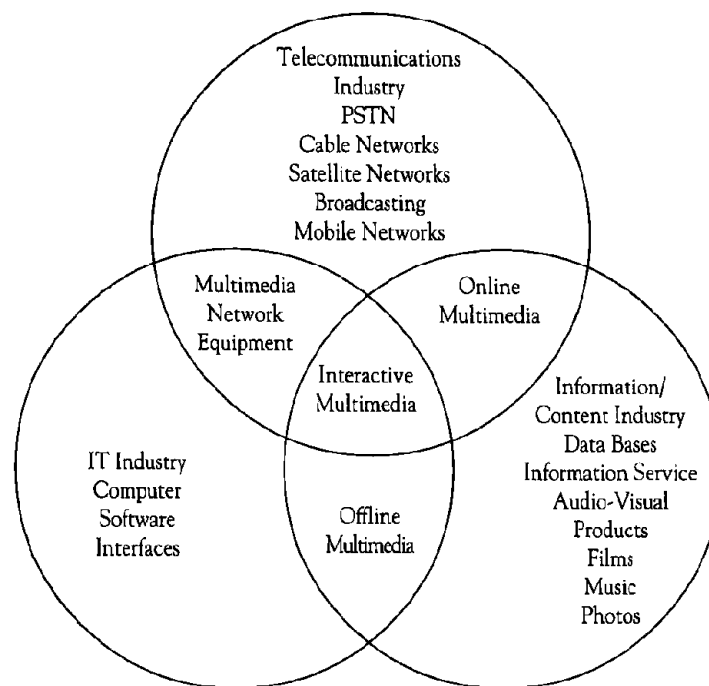 Telecommunications
Industry
PSTN
Cable Networks
Satellite Networks
Broadcasting
Mobile Networks
Multimedia
Network
Equipment
Online
Multimedia
Interactive
Multimedia
Information/
Content Industry
Data Bases
Information Service
Audio-Visual
Products
Films
Music
Photos
IT Industry
Computer
Software
Interfaces
Offline
Multimedia